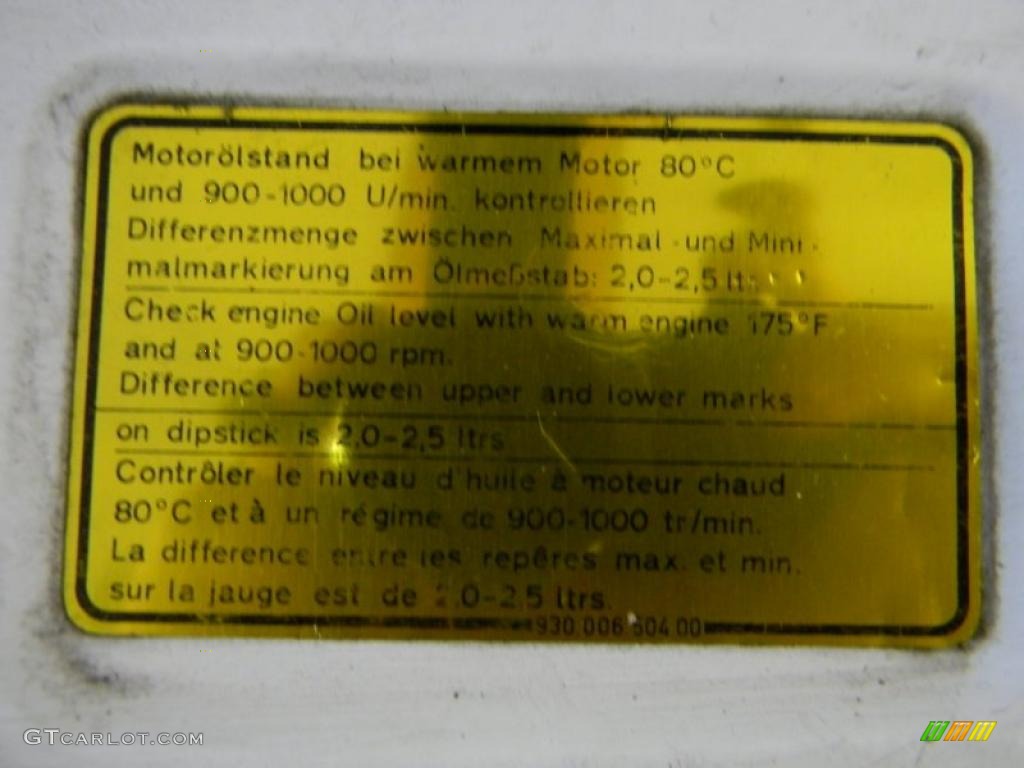 Motorölstand bei warmem Motor 80°C
und 900-1000 U/min. kontrollieren
Differenzmenge zwischen Maximal-und Mini-
malmarkierung am Ölmeßstab: 2,0-2,5 ltrs
Check engine Oil level with warm engine 175°F
and at 900-1000 rpm.
Difference between upper and lower marks
on dipstick is 2,0-2,5 ltrs
Contrôler le niveau d'huile à moteur chaud
80°C et à un régime de 900-1000 tr/min.
La difference entre les repêres max. et min.
sur la jauge est de 2,0-2,5 ltrs.
930.006.504.00
GTCARLOT.COM